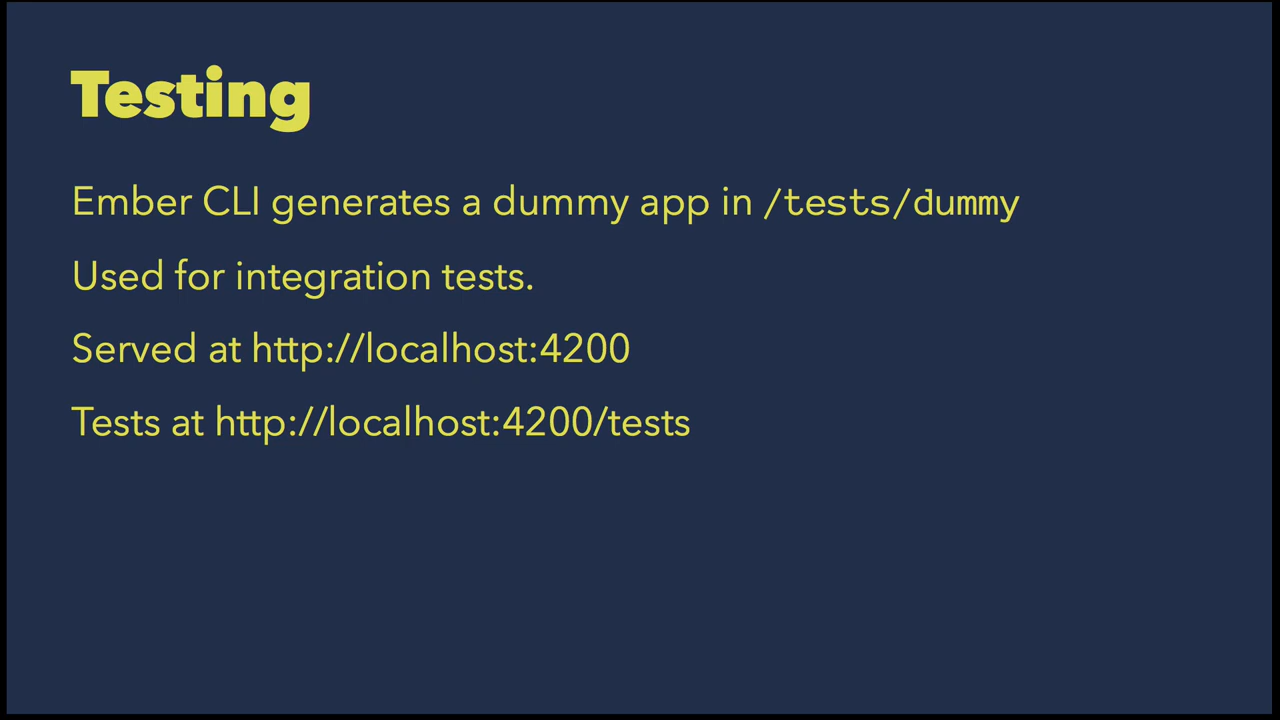 Testing
Ember CLI generates a dummy app in /tests/dummy
Used for integration tests.
Served at http://localhost:4200
Tests at http://localhost:4200/tests